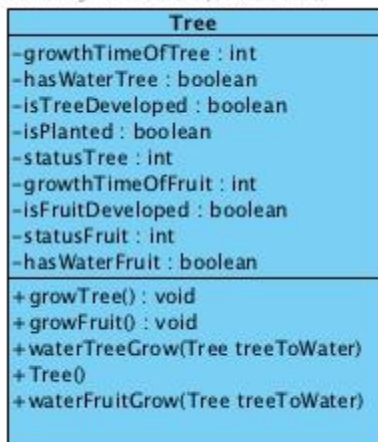 Tree
-growthTimeOfTree : int
-hasWaterTree : boolean
-isTreeDeveloped : boolean
-isPlanted : boolean
-statusTree : int
-growthTimeOfFruit : int
-isFruitDeveloped : boolean
-statusFruit : int
-hasWaterFruit : boolean
+growTree() : void
+growFruit() : void
+waterTreeGrow(Tree treeToWater)
+Tree()
+waterFruitGrow(Tree treeToWater)